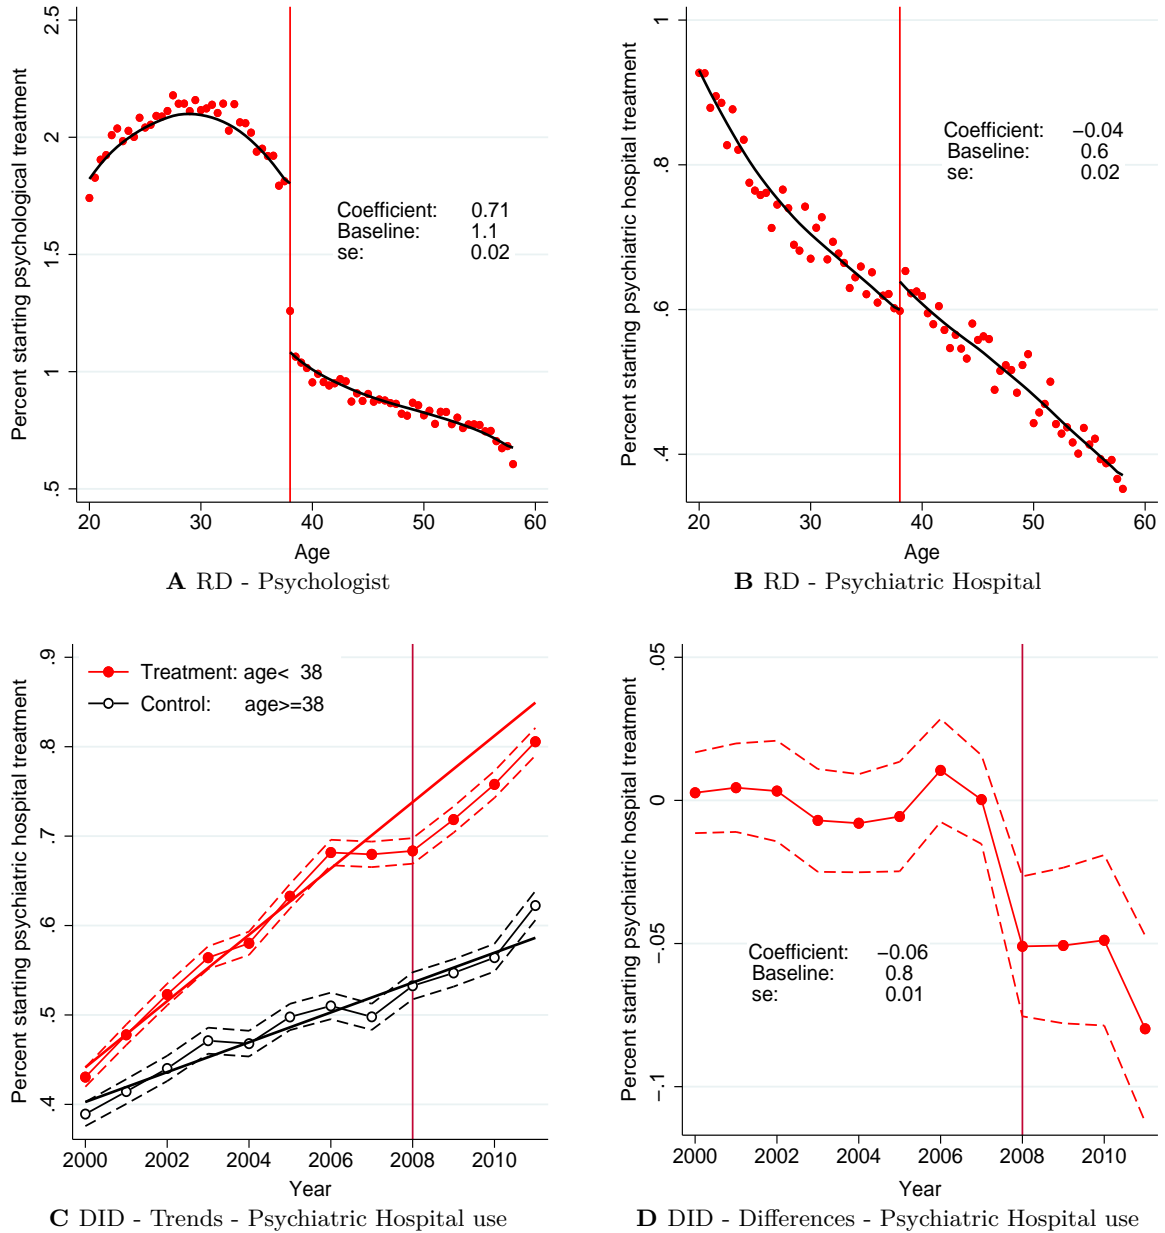 Percent starting psychological treatment
2.5
2
1.5
1
.5
Coefficient: 0.71
Baseline: 1.1
se: 0.02
20 30 40 50 60
Age
A RD - Psychologist
Percent starting psychiatric hospital treatment
1
.8
.6
.4
Coefficient: −0.04
Baseline: 0.6
se: 0.02
20 30 40 50 60
Age
B RD - Psychiatric Hospital
Percent starting psychiatric hospital treatment
.9
.8
.7
.6
.5
.4
Treatment: age< 38
Control: age>=38
2000 2002 2004 2006 2008 2010
Year
C DID - Trends - Psychiatric Hospital use
Percent starting psychiatric hospital treatment
.05
0
−.05
−.1
Coefficient: −0.06
Baseline: 0.8
se: 0.01
2000 2002 2004 2006 2008 2010
Year
D DID - Differences - Psychiatric Hospital use